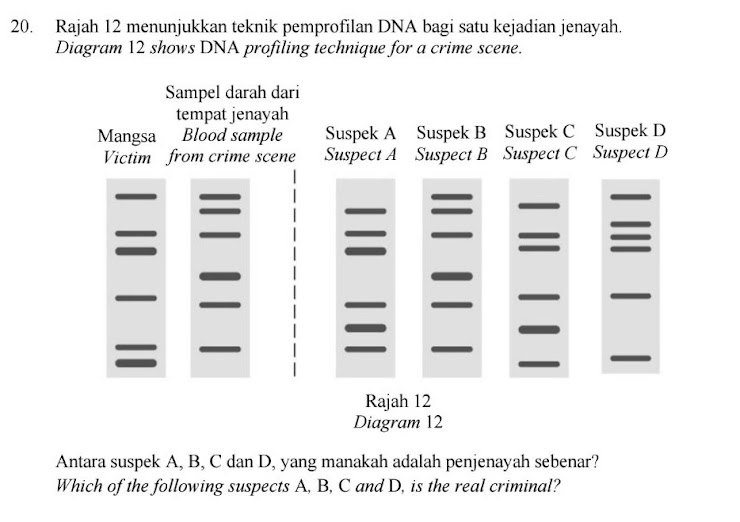 20. Rajah 12 menunjukkan teknik pemprofilan DNA bagi satu kejadian jenayah.
Diagram 12 shows DNA profiling technique for a crime scene.
Sampel darah dari
tempat jenayah
Mangsa Blood sample Suspek A Suspek B Suspek C Suspek D
Victim from crime scene Suspect A Suspect B Suspect C Suspect D
Rajah 12
Diagram 12
Antara suspek A, B, C dan D, yang manakah adalah penjenayah sebenar?
Which of the following suspects A, B, C and D, is the real criminal?